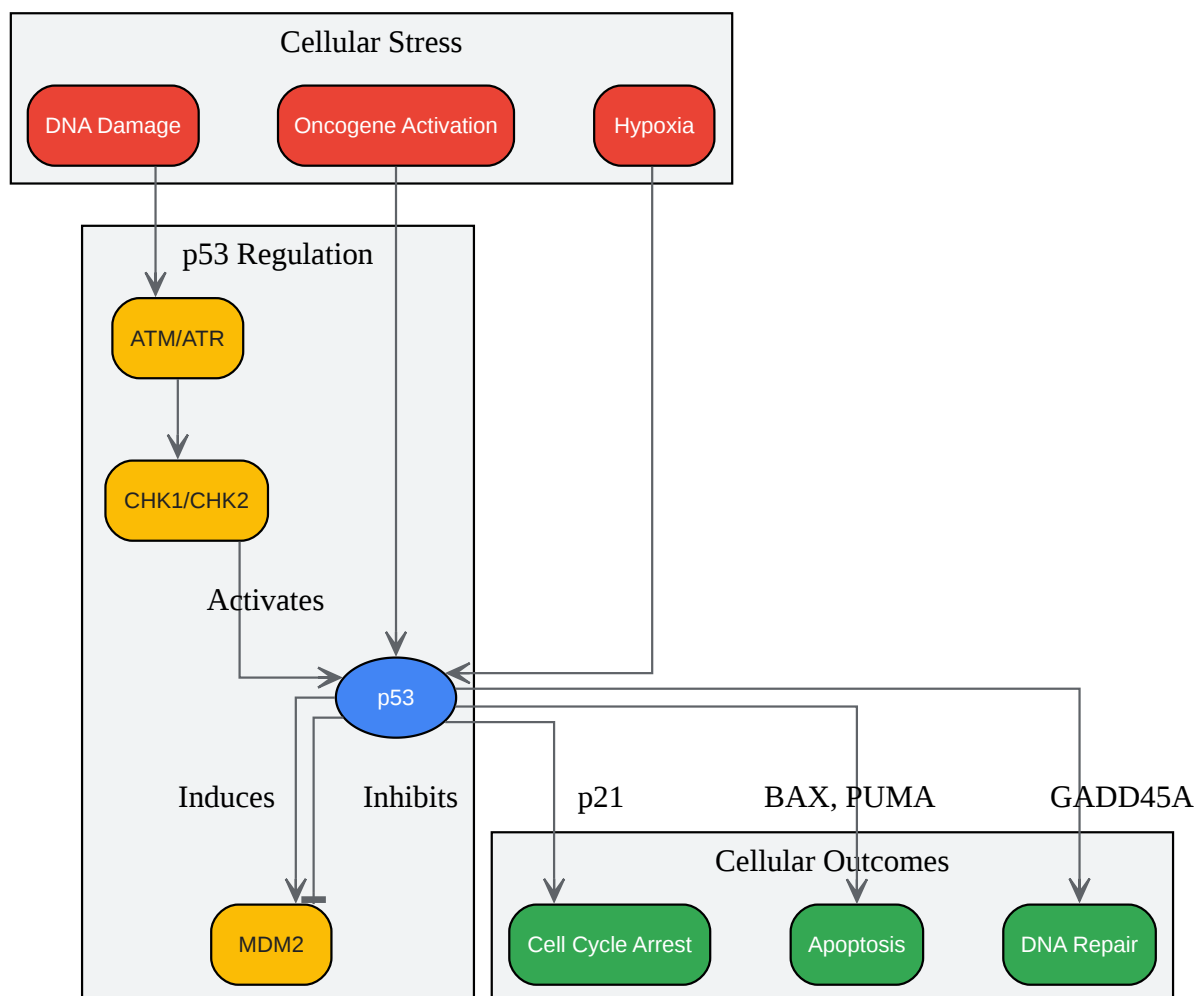 Cellular Stress
DNA Damage
Oncogene Activation
Hypoxia
p53 Regulation
ATM/ATR
CHK1/CHK2
Activates
p53
Induces
Inhibits
p21
BAX, PUMA
GADD45A
Cellular Outcomes
MDM2
Cell Cycle Arrest
Apoptosis
DNA Repair